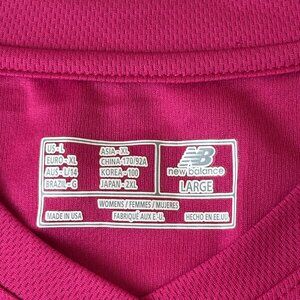 US-L
EURO-XL
AUS-L/14
BRAZIL-G
ASIA-XL
CHINA-170/92A
KOREA-100
JAPAN-2XL
NB
new balance
LARGE
WOMENS / FEMMES / MUJERES
MADE IN U.S.
FABRIQUÉ AUX E.-U.
HECHO EN EE.UU.